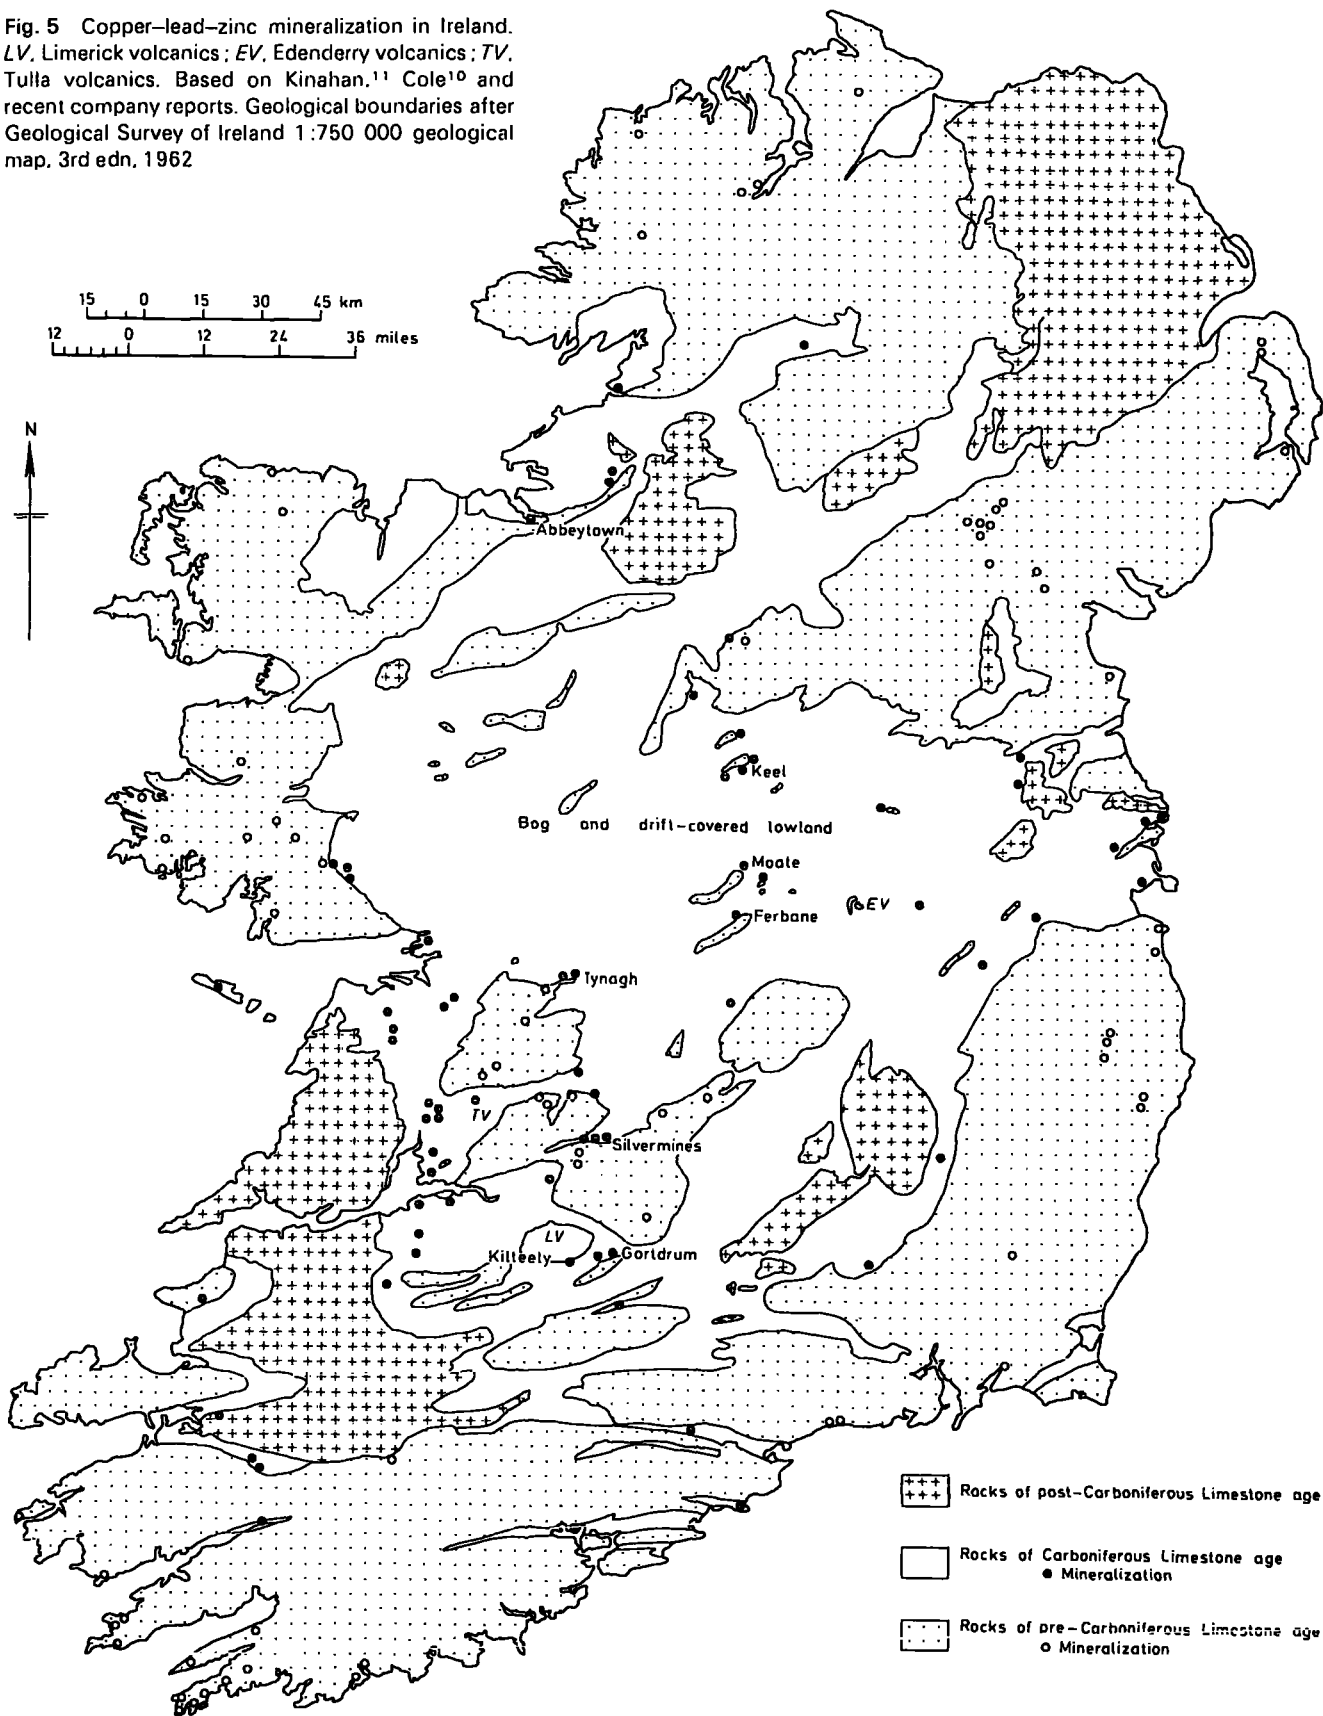 Fig. 5 Copper–lead–zinc mineralization in Ireland.
LV, Limerick volcanics; EV, Edenderry volcanics; TV,
Tulla volcanics. Based on Kinahan,¹¹ Cole¹⁰ and
recent company reports. Geological boundaries after
Geological Survey of Ireland 1:750 000 geological
map, 3rd edn, 1962
15 0 15 30 45 km
12 0 12 24 36 miles
N
Abbeytown
Keel
Bog and drift-covered lowland
Moate
Ferbane
EV
Tynagh
TV
Silvermines
LV
Kilteely
Gortdrum
Rocks of post-Carboniferous Limestone age
Rocks of Carboniferous Limestone age
● Mineralization
Rocks of pre-Carboniferous Limestone age
○ Mineralization